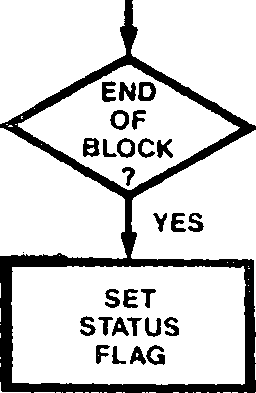 END
OF
BLOCK
?
YES
SET
STATUS
FLAG